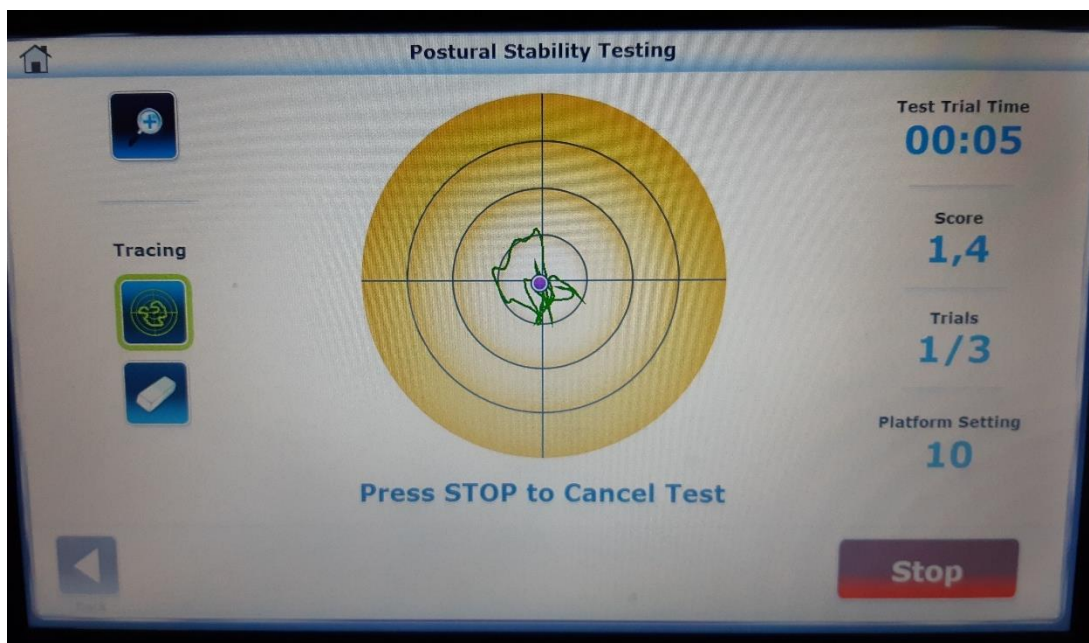 Postural Stability Testing
Tracing
Test Trial Time
00:05
Score
1,4
Trials
1/3
Platform Setting
10
Press STOP to Cancel Test
Back
Stop